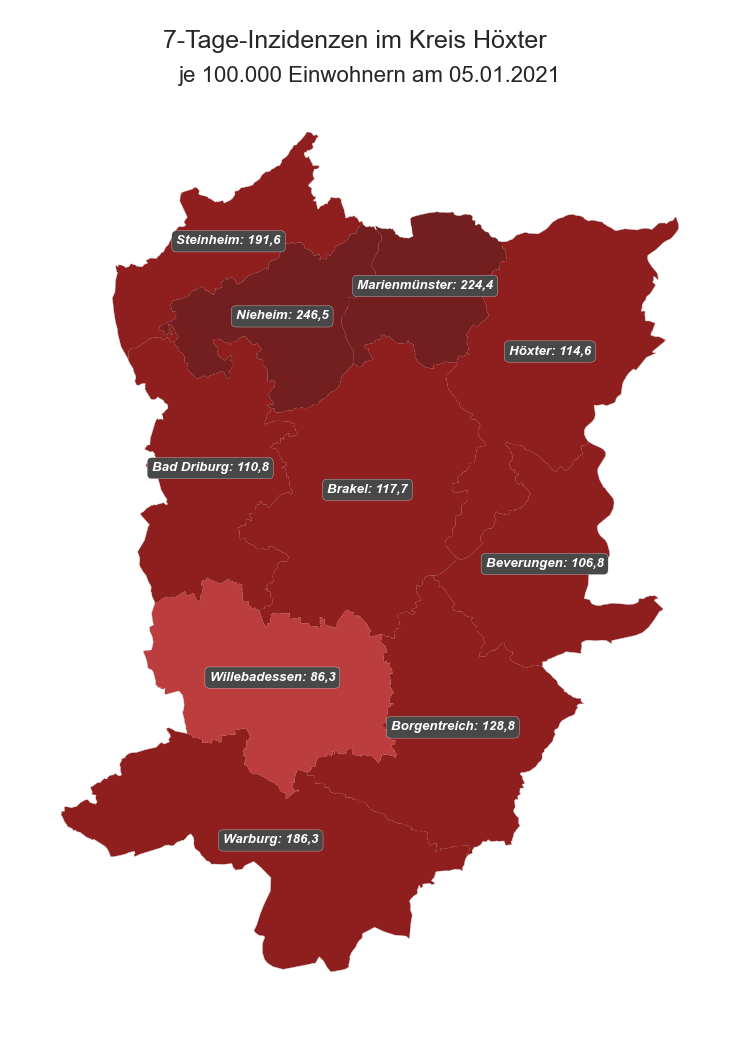 7-Tage-Inzidenzen im Kreis Höxter
je 100.000 Einwohnern am 05.01.2021
Steinheim: 191,6
Marienmünster: 224,4
Nieheim: 246,5
Höxter: 114,6
Bad Driburg: 110,8
Brakel: 117,7
Beverungen: 106,8
Willebadessen: 86,3
Borgentreich: 128,8
Warburg: 186,3